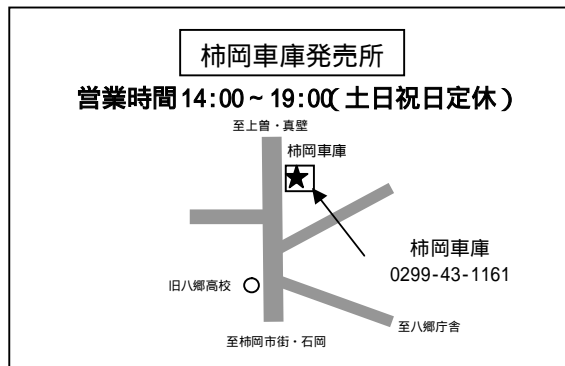 柿岡車庫発売所
営業時間14:00~19:00(土日祝日定休)
至上曽・真壁
柿岡車庫
柿岡車庫
0299-43-1161
旧八郷高校
至八郷庁舎
至柿岡市街・石岡